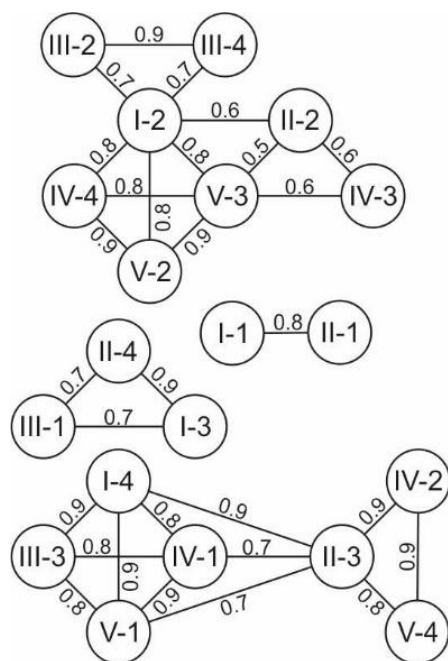 III-2 0.9 III-4
0.7 0.7
I-2 0.6 II-2
0.8 0.8 0.5 0.6
IV-4 0.8 V-3 0.6 IV-3
0.8
0.9 0.9
V-2
I-1 0.8 II-1
II-4
0.7 0.9
III-1 0.7 I-3
I-4 IV-2
0.9 0.8 0.9 0.9
III-3 0.8 IV-1 0.7 II-3
0.9 0.9
0.8 0.9 0.7 0.8
V-1 V-4